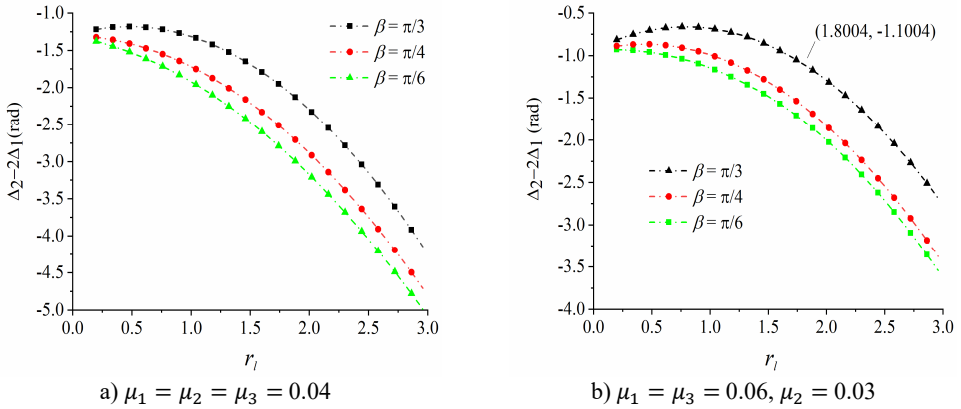 -1.0
-1.5
-2.0
-2.5
-3.0
-3.5
-4.0
-4.5
-5.0
0.0 0.5 1.0 1.5 2.0 2.5 3.0
Δ₂−2Δ₁ (rad)
r_l
β = π/3
β = π/4
β = π/6
a) μ₁ = μ₂ = μ₃ = 0.04
-0.5
-1.0
-1.5
-2.0
-2.5
-3.0
-3.5
-4.0
0.0 0.5 1.0 1.5 2.0 2.5 3.0
Δ₂−2Δ₁ (rad)
r_l
(1.8004, -1.1004)
β = π/3
β = π/4
β = π/6
b) μ₁ = μ₃ = 0.06, μ₂ = 0.03